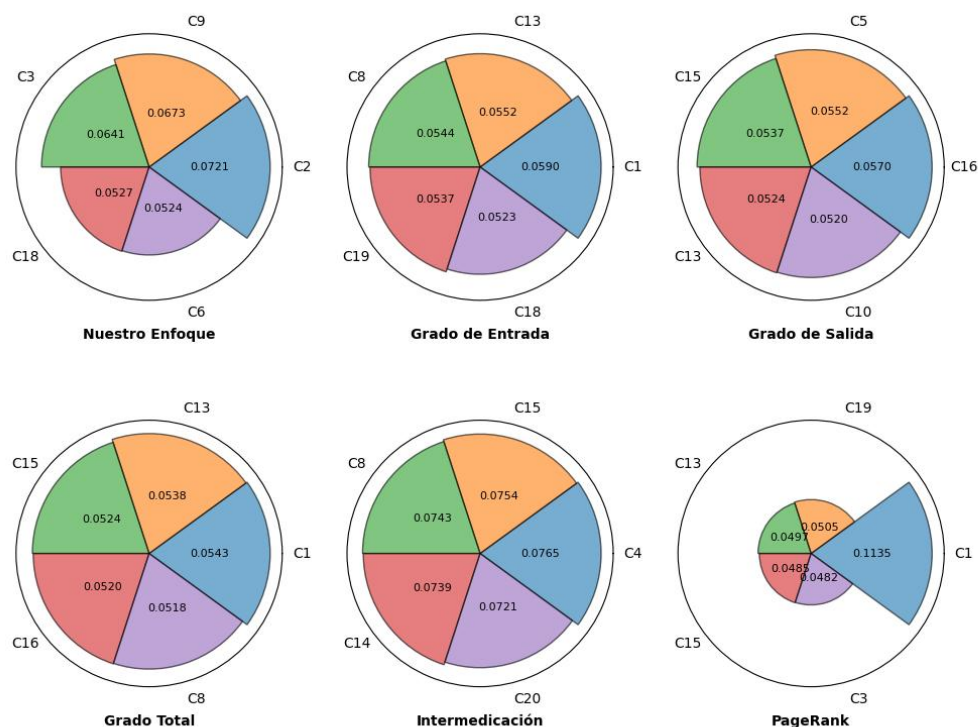 C9
C3
0.0673
0.0641
0.0721
C2
0.0527
0.0524
C18
C6
Nuestro Enfoque
C13
C8
0.0552
0.0544
0.0590
C1
0.0537
0.0523
C19
C18
Grado de Entrada
C5
C15
0.0552
0.0537
0.0570
C16
0.0524
0.0520
C13
C10
Grado de Salida
C13
C15
0.0538
0.0524
0.0543
C1
0.0520
0.0518
C16
C8
Grado Total
C15
C8
0.0754
0.0743
0.0765
C4
0.0739
0.0721
C14
C20
Intermedicación
C19
C13
0.0505
0.0497
0.1135
C1
0.0485
0.0482
C15
C3
PageRank